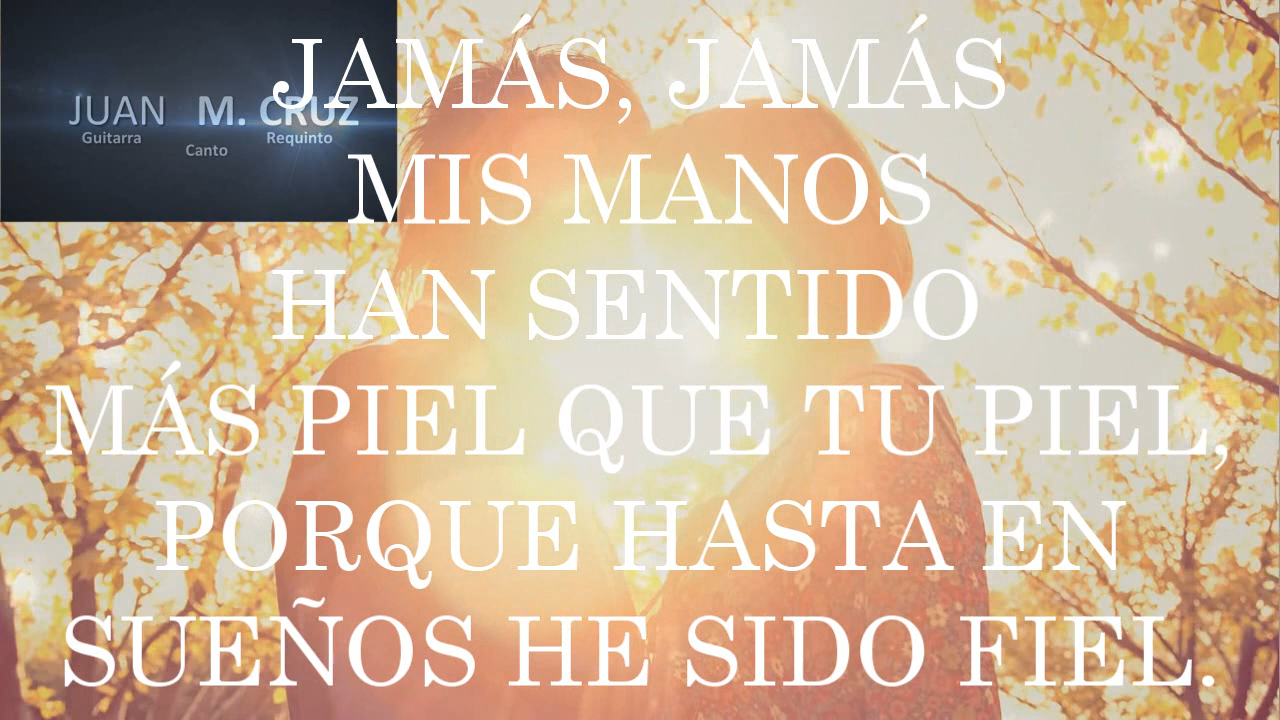 JUAN M. CRUZ
Guitarra Requinto
Canto
JAMÁS, JAMÁS
MIS MANOS
HAN SENTIDO
MÁS PIEL QUE TU PIEL,
PORQUE HASTA EN
SUEÑOS HE SIDO FIEL.